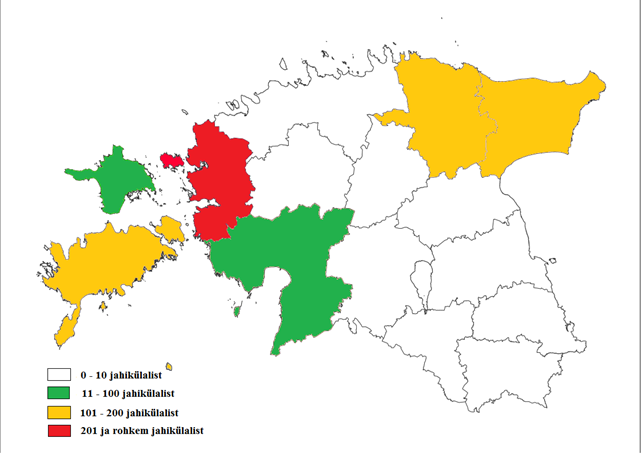 0 - 10 jahikülalist
11 - 100 jahikülalist
101 - 200 jahikülalist
201 ja rohkem jahikülalist